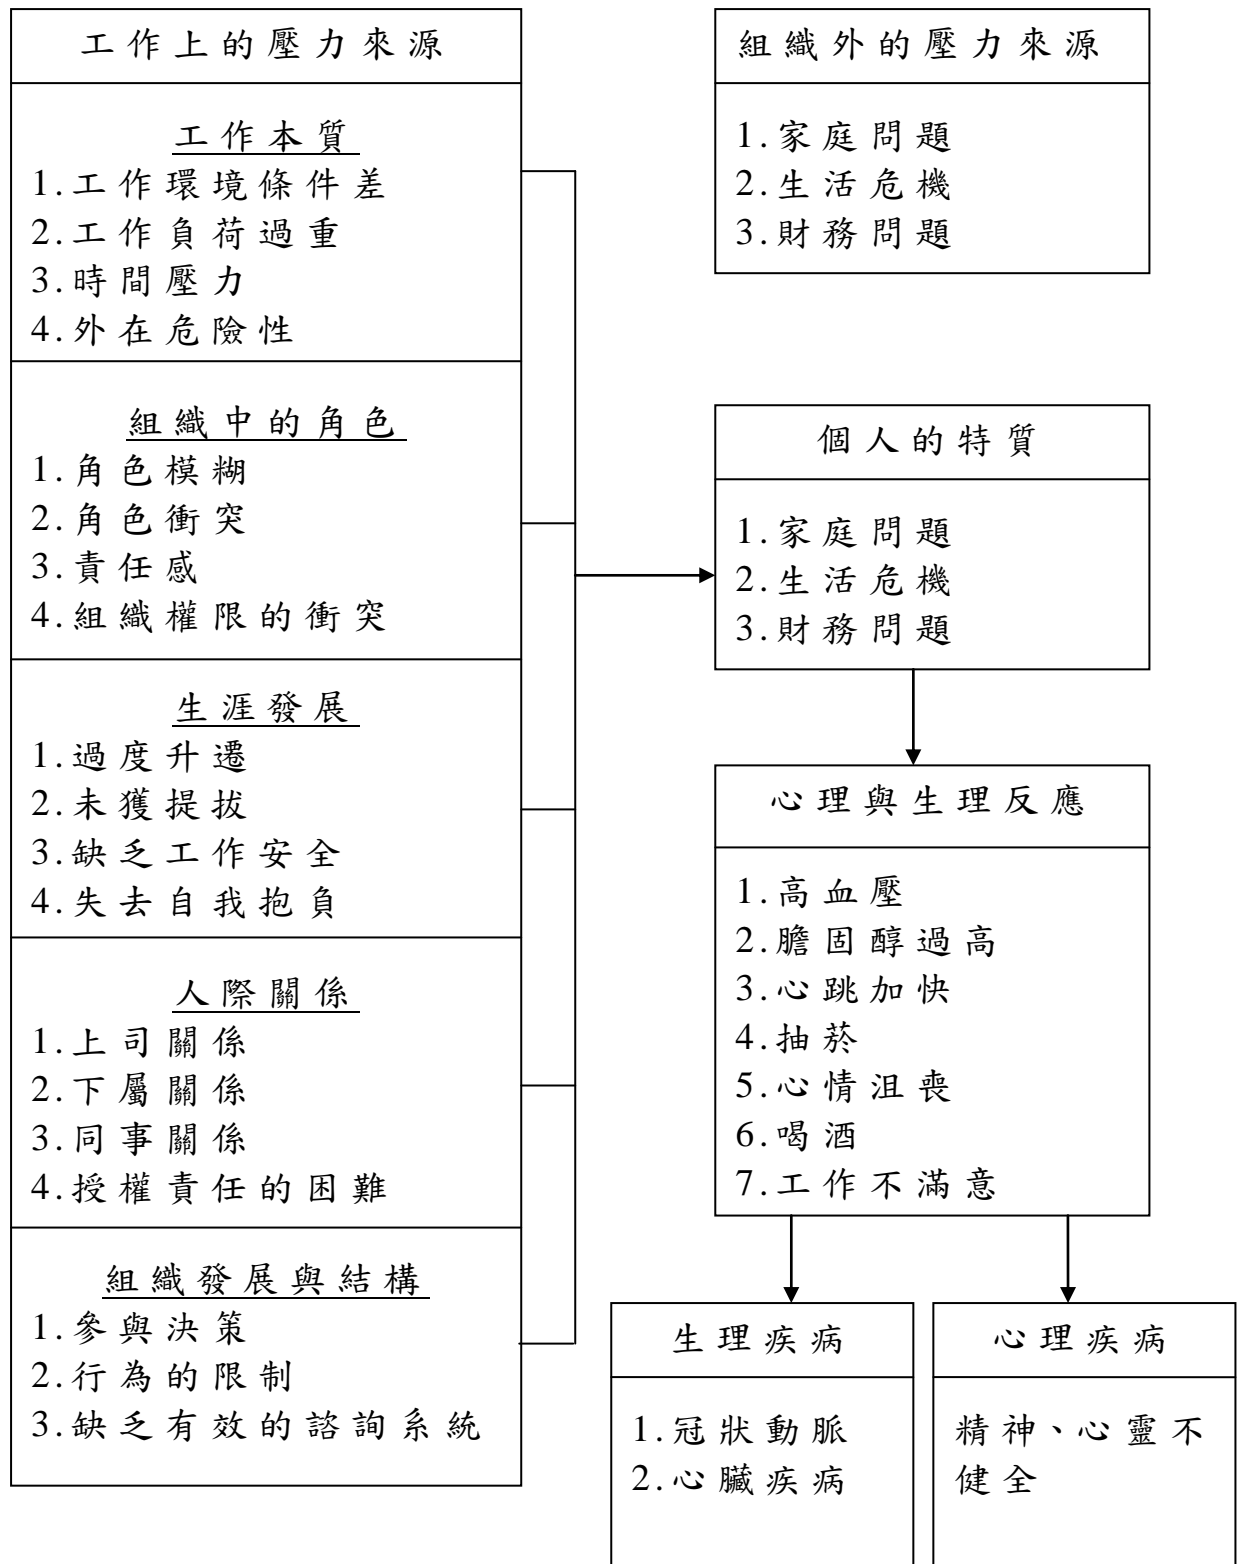 工作上的壓力來源
工作本質
1.工作環境條件差
2.工作負荷過重
3.時間壓力
4.外在危險性
組織中的角色
1.角色模糊
2.角色衝突
3.責任感
4.組織權限的衝突
生涯發展
1.過度升遷
2.未獲提拔
3.缺乏工作安全
4.失去自我抱負
人際關係
1.上司關係
2.下屬關係
3.同事關係
4.授權責任的困難
組織發展與結構
1.參與決策
2.行為的限制
3.缺乏有效的諮詢系統
組織外的壓力來源
1.家庭問題
2.生活危機
3.財務問題
個人的特質
1.家庭問題
2.生活危機
3.財務問題
心理與生理反應
1.高血壓
2.膽固醇過高
3.心跳加快
4.抽菸
5.心情沮喪
6.喝酒
7.工作不滿意
生理疾病
1.冠狀動脈
2.心臟疾病
心理疾病
精神、心靈不
健全